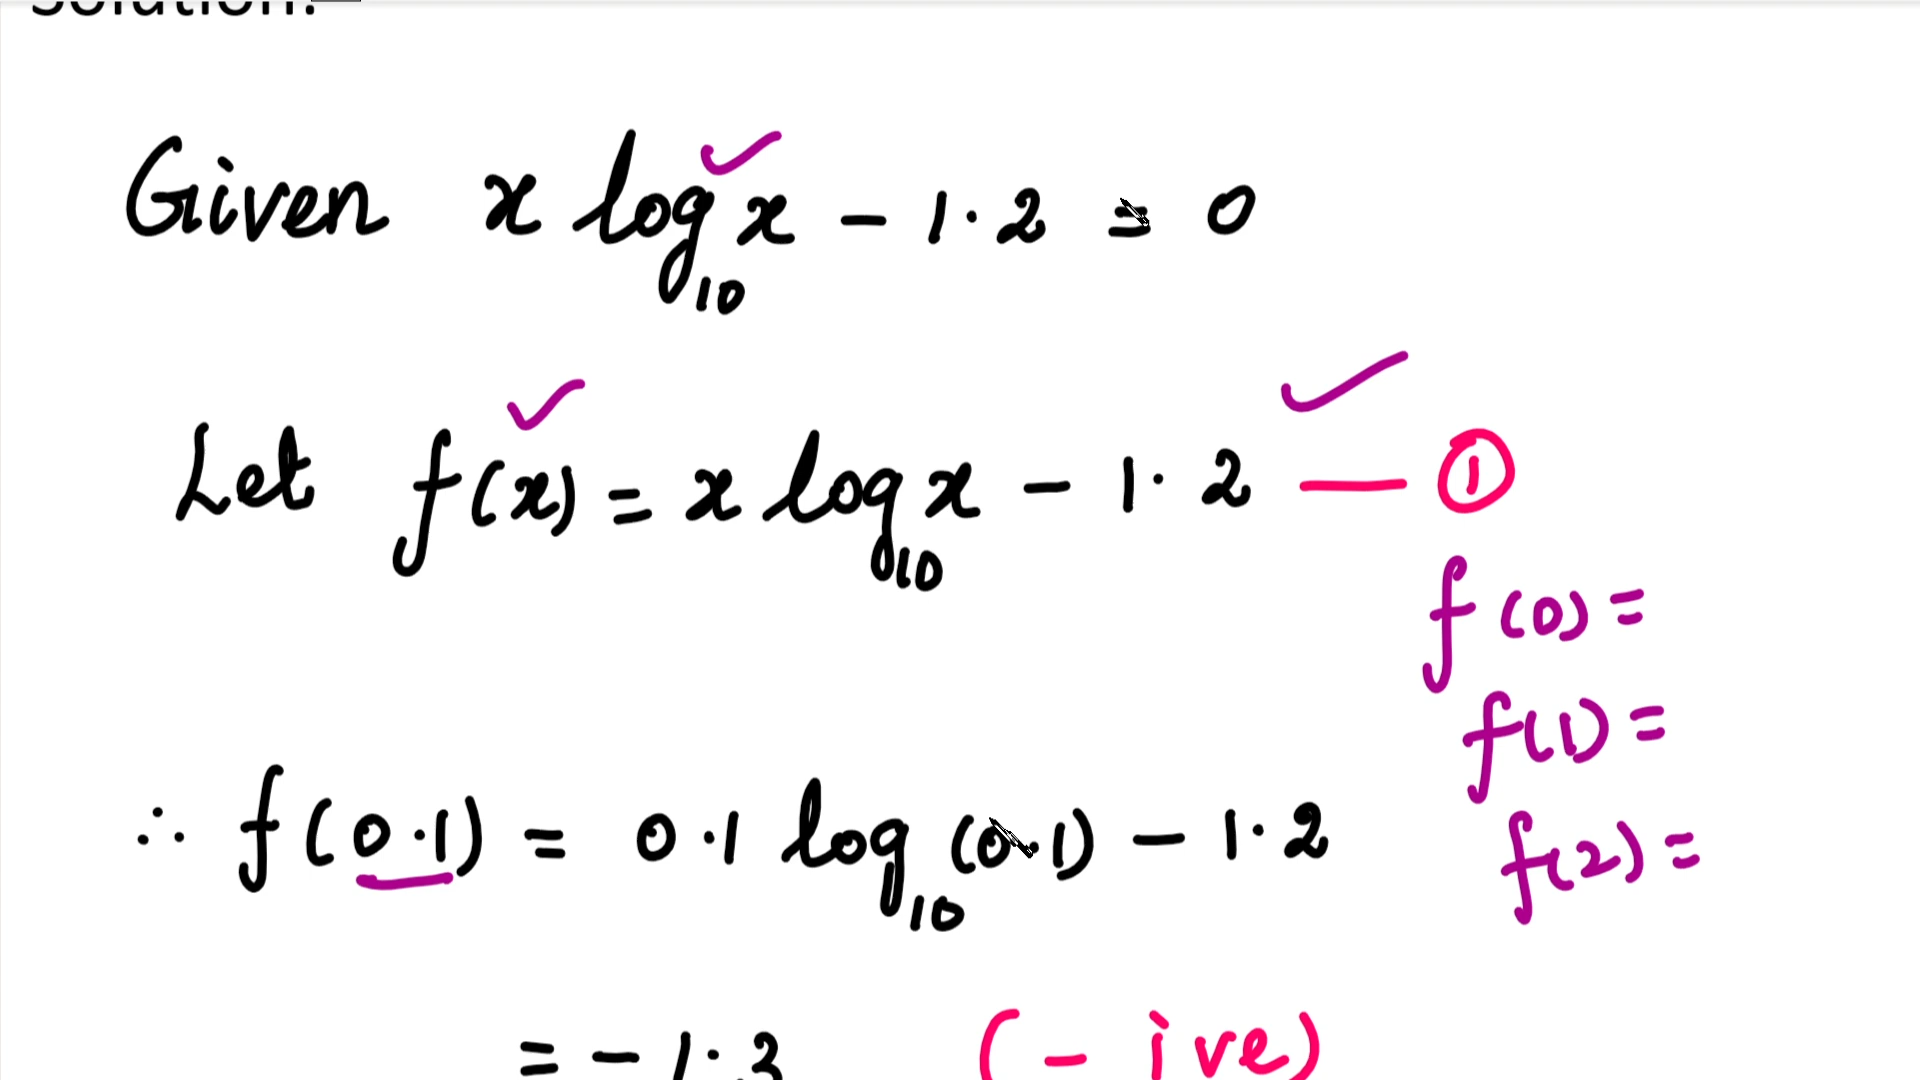 Solution:
Given x log₁₀ x - 1.2 = 0
Let f(x) = x log₁₀ x - 1.2 — ①
f(0) =
f(1) =
f(2) =
∴ f(0.1) = 0.1 log₁₀ (0.1) - 1.2
= -1.3 (-ive)